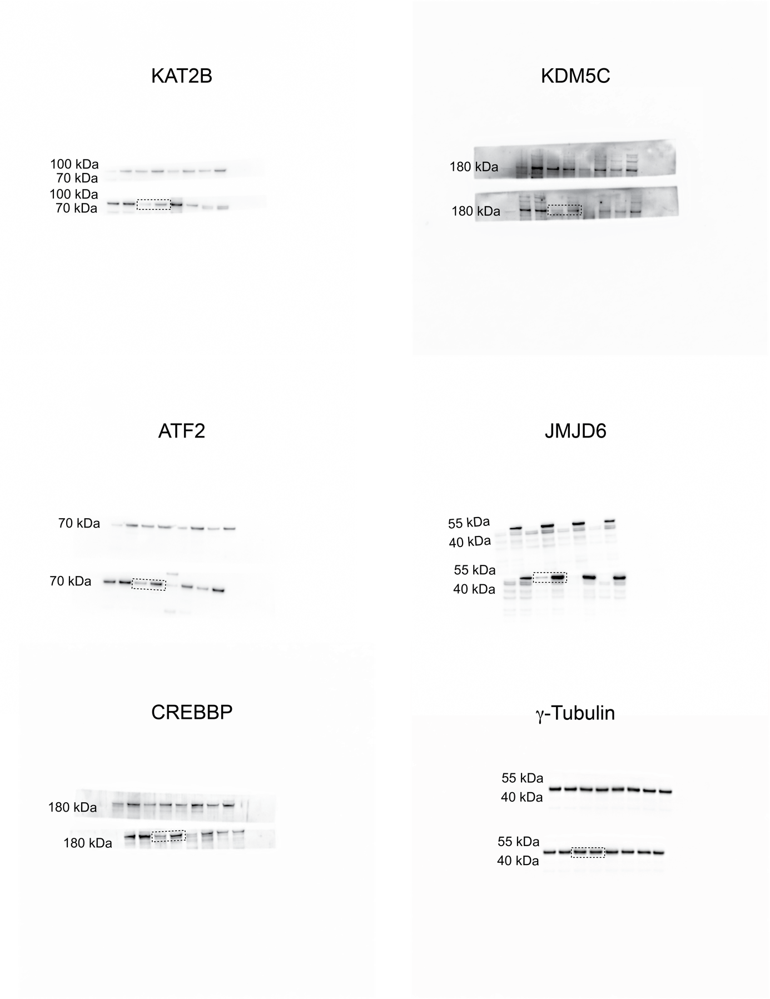 KAT2B
100 kDa
70 kDa
100 kDa
70 kDa
KDM5C
180 kDa
180 kDa
ATF2
70 kDa
70 kDa
JMJD6
55 kDa
40 kDa
55 kDa
40 kDa
CREBBP
180 kDa
180 kDa
γ-Tubulin
55 kDa
40 kDa
55 kDa
40 kDa